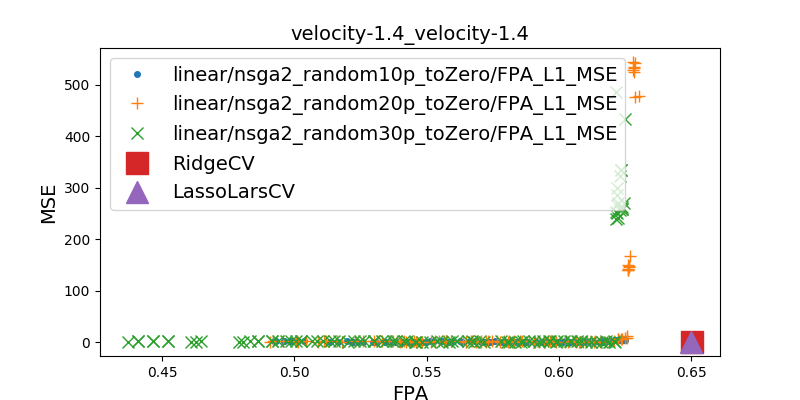 velocity-1.4_velocity-1.4
linear/nsga2_random10p_toZero/FPA_L1_MSE
linear/nsga2_random20p_toZero/FPA_L1_MSE
linear/nsga2_random30p_toZero/FPA_L1_MSE
RidgeCV
LassoLarsCV
MSE
500
400
300
200
100
0
0.45
0.50
0.55
0.60
0.65
FPA